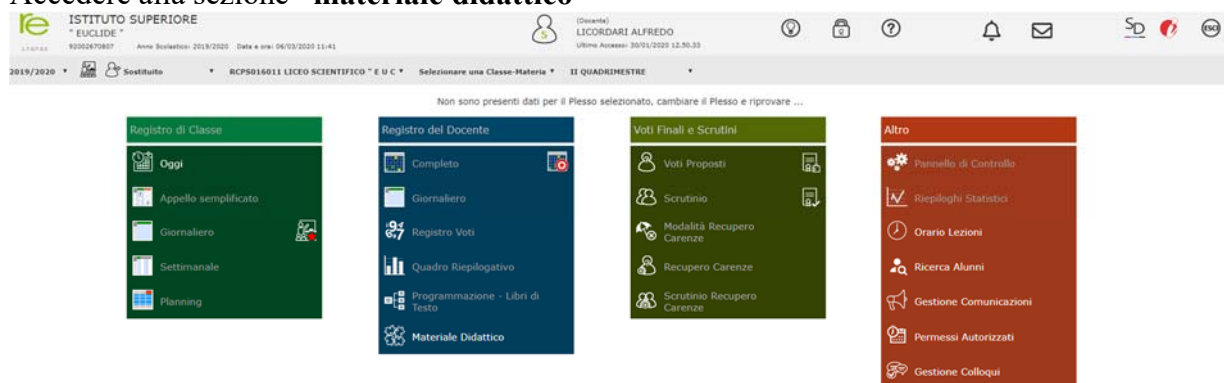 Accedere una sezione "materiale didattico"
re
ISTITUTO SUPERIORE
" EUCLIDE "
92002670807 Anno Scolastico: 2019/2020 Data e ora: 06/03/2020 11:41
(Docente)
LICORDARI ALFREDO
Ultimo Accesso: 30/01/2020 12.50.33
S
?
SD
ESCI
2019/2020 Sostituito RCPS016011 LICEO SCIENTIFICO " E U C Selezionare una Classe-Materia II QUADRIMESTRE
Non sono presenti dati per il Plesso selezionato, cambiare il Plesso e riprovare ...
Registro di Classe
Oggi
Appello semplificato
Giornaliero
Settimanale
Planning
Registro del Docente
Completo
Giornaliero
Registro Voti
Quadro Riepilogativo
Programmazione - Libri di
Testo
Materiale Didattico
Voti Finali e Scrutini
Voti Proposti
Scrutinio
Modalità Recupero
Carenze
Recupero Carenze
Scrutinio Recupero
Carenze
Altro
Pannello di Controllo
Riepiloghi Statistici
Orario Lezioni
Ricerca Alunni
Gestione Comunicazioni
Permessi Autorizzati
Gestione Colloqui